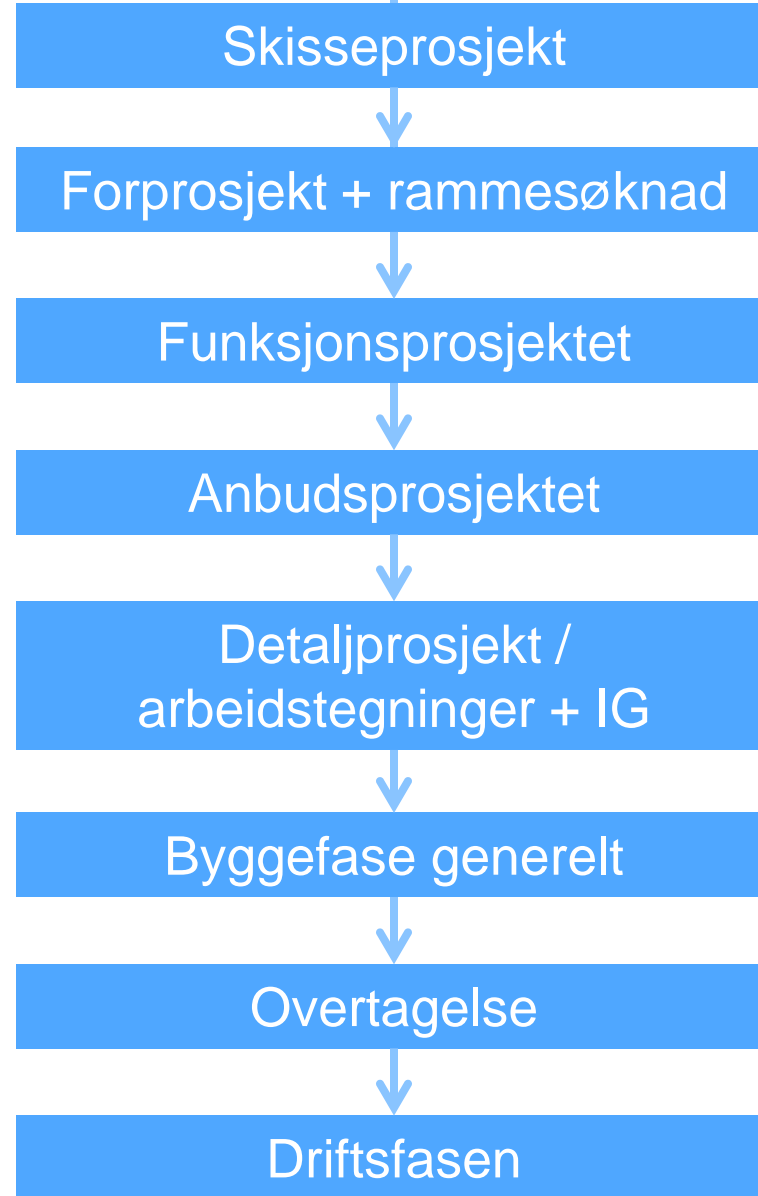 Skisseprosjekt
Forprosjekt + rammesøknad
Funksjonsprosjektet
Anbudsprosjektet
Detaljprosjekt /
arbeidstegninger + IG
Byggefase generelt
Overtagelse
Driftsfasen